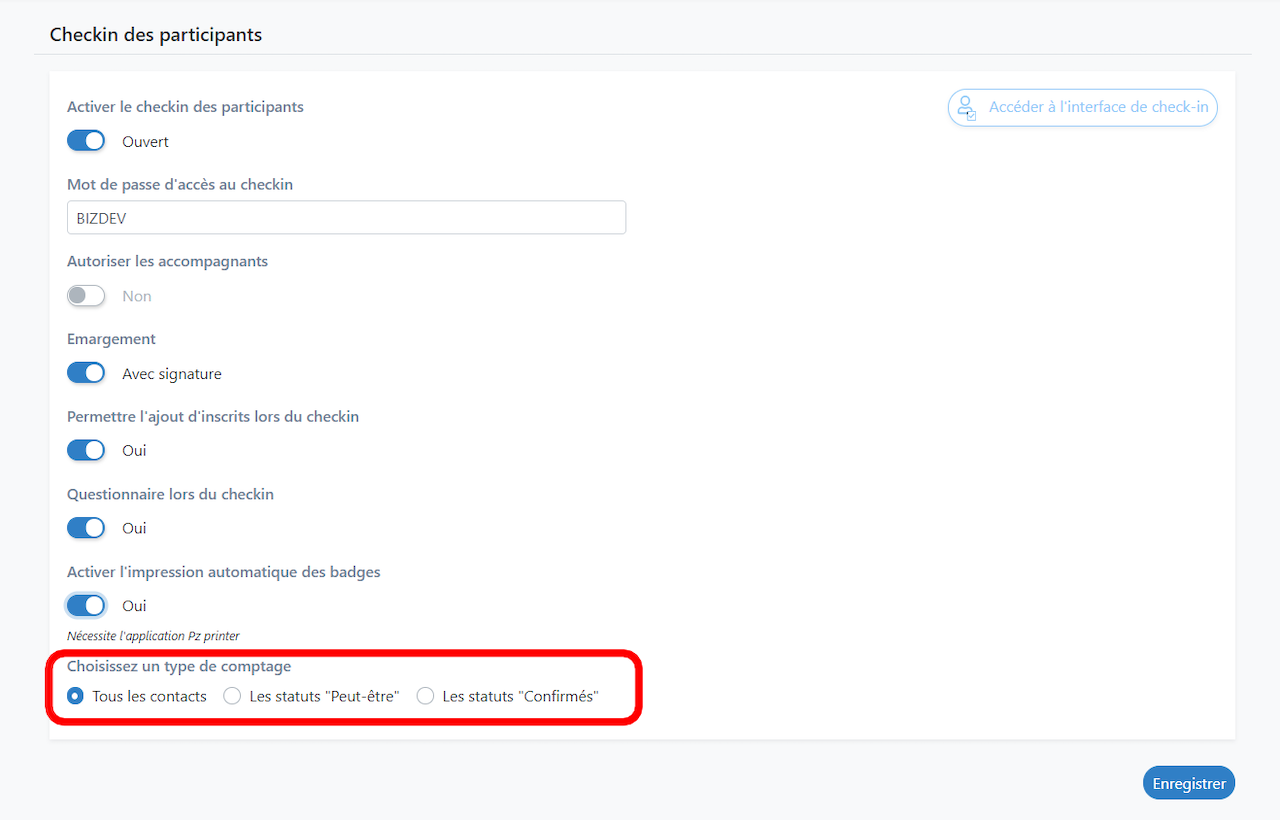 Checkin des participants
Activer le checkin des participants
Accéder à l'interface de check-in
Ouvert
Mot de passe d'accès au checkin
BIZDEV
Autoriser les accompagnants
Non
Emargement
Avec signature
Permettre l'ajout d'inscrits lors du checkin
Oui
Questionnaire lors du checkin
Oui
Activer l'impression automatique des badges
Oui
Nécessite l'application Pz printer
Choisissez un type de comptage
Tous les contacts Les statuts "Peut-être" Les statuts "Confirmés"
Enregistrer